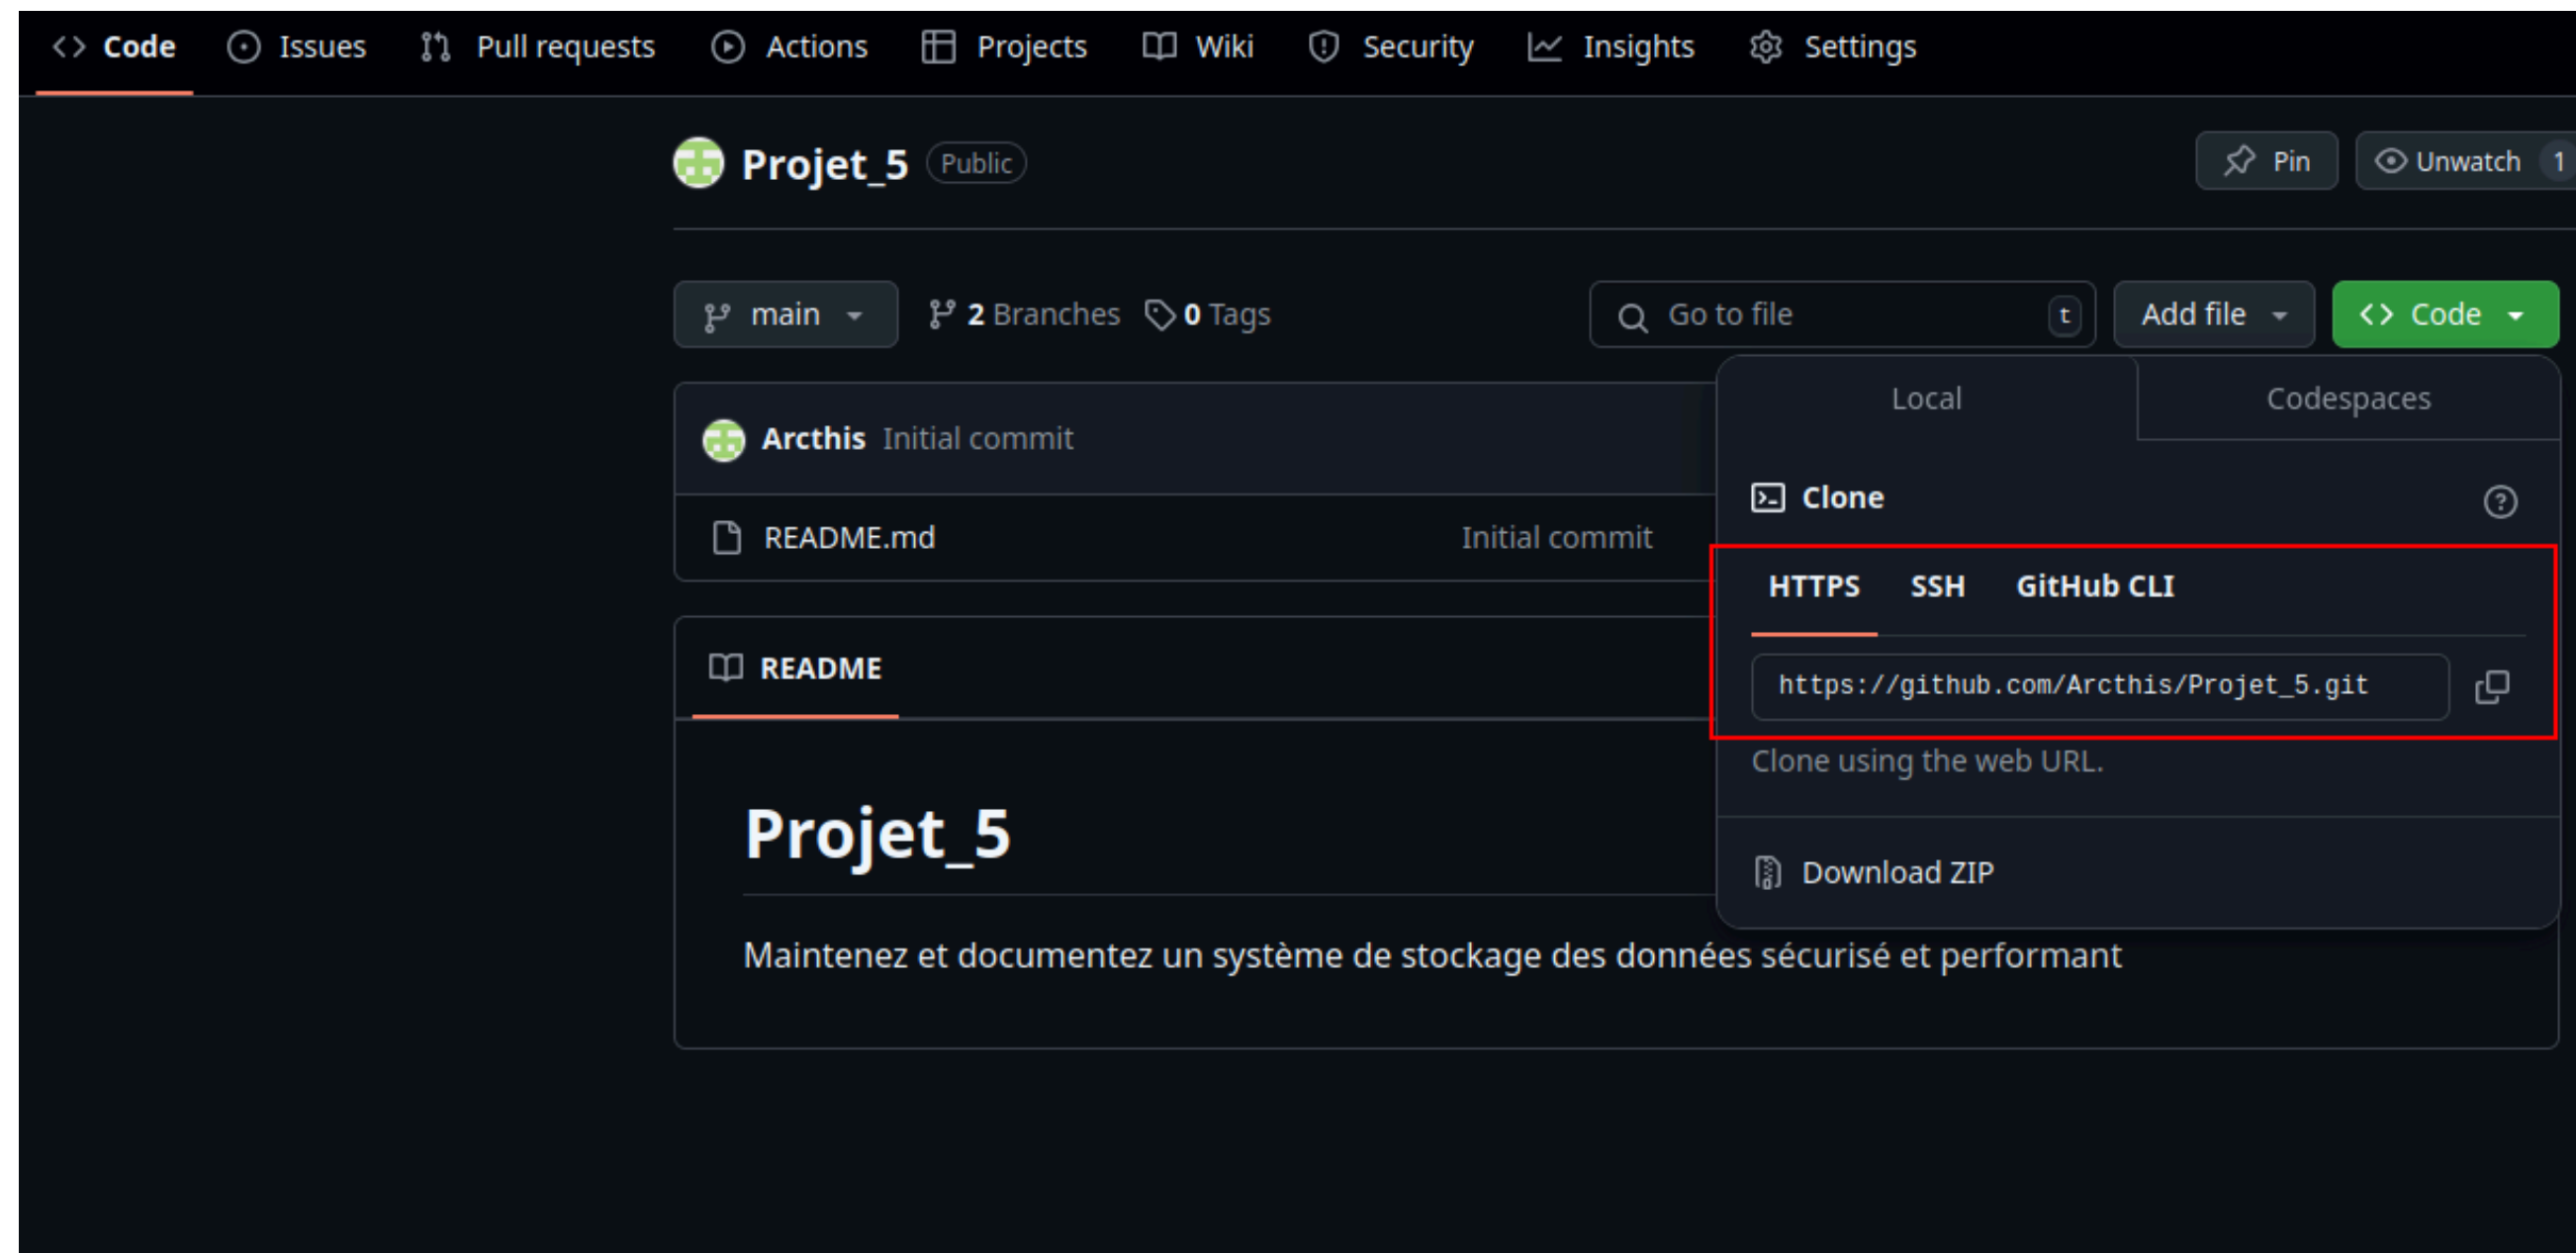 Code Issues Pull requests Actions Projects Wiki Security Insights Settings
Projet_5 Public Pin Unwatch 1
main 2 Branches 0 Tags Go to file t Add file Code
Local Codespaces
Arcthis Initial commit
Clone
README.md Initial commit
HTTPS SSH GitHub CLI
README
https://github.com/Arcthis/Projet_5.git
Clone using the web URL.
Projet_5
Download ZIP
Maintenez et documentez un système de stockage des données sécurisé et performant